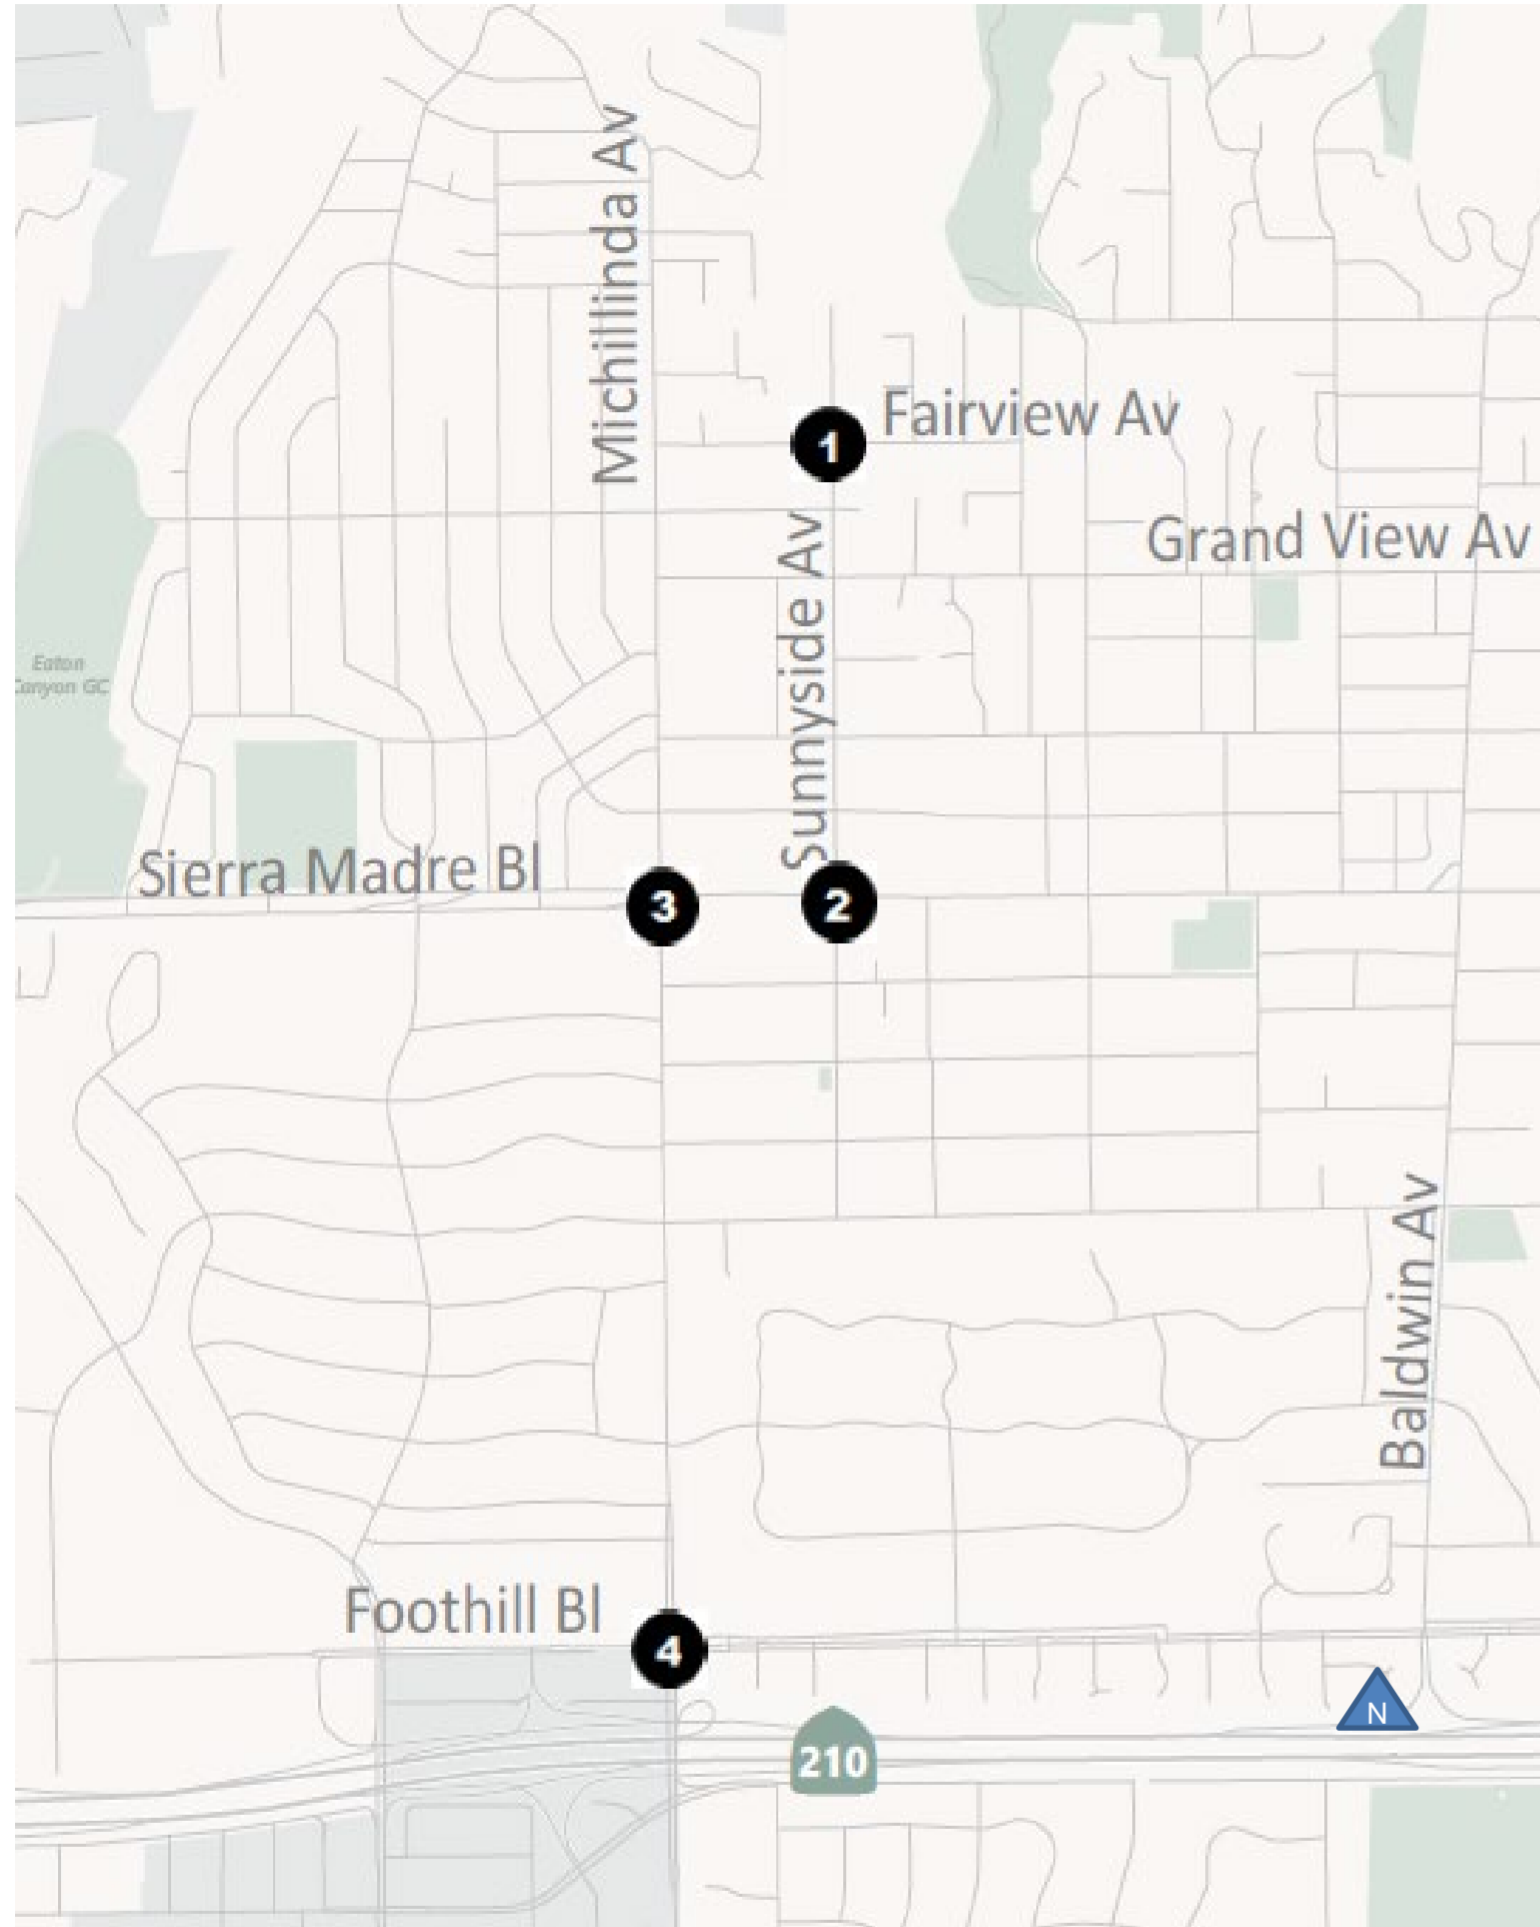 Michillinda Av
Fairview Av
1
Grand View Av
Sunnyside Av
Eaton
Canyon GC
Sierra Madre Bl
3
2
Baldwin Av
Foothill Bl
4
N
210